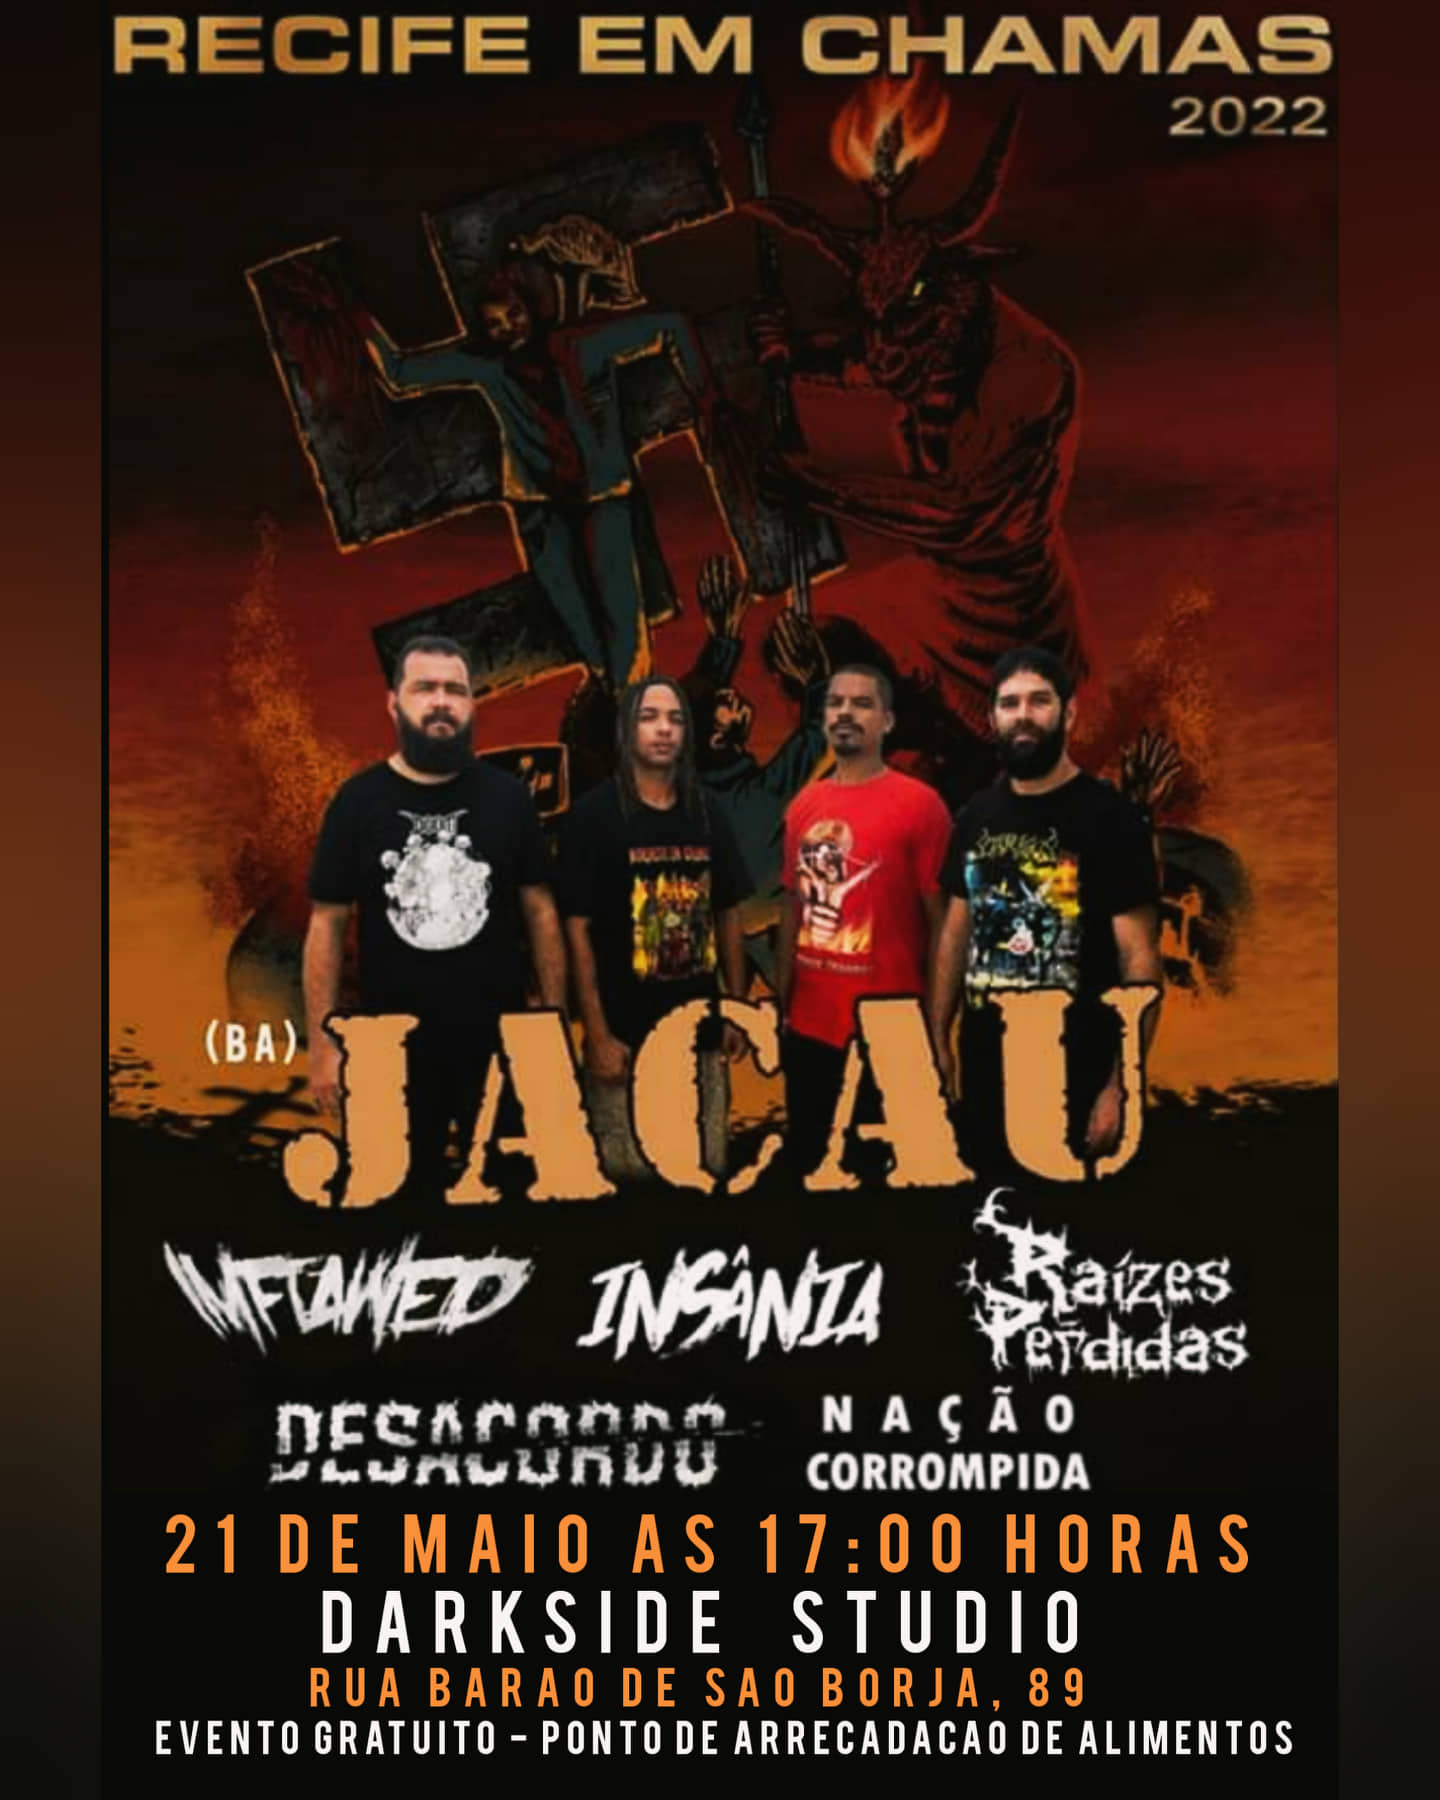 RECIFE EM CHAMAS
2022
(BA)
JACAU
INSÂNIA
RAÍZES
PERDIDAS
DESACORDO
NAÇÃO
CORROMPIDA
21 DE MAIO AS 17:00 HORAS
DARKSIDE STUDIO
RUA BARAO DE SAO BORJA, 89
EVENTO GRATUITO - PONTO DE ARRECADACAO DE ALIMENTOS